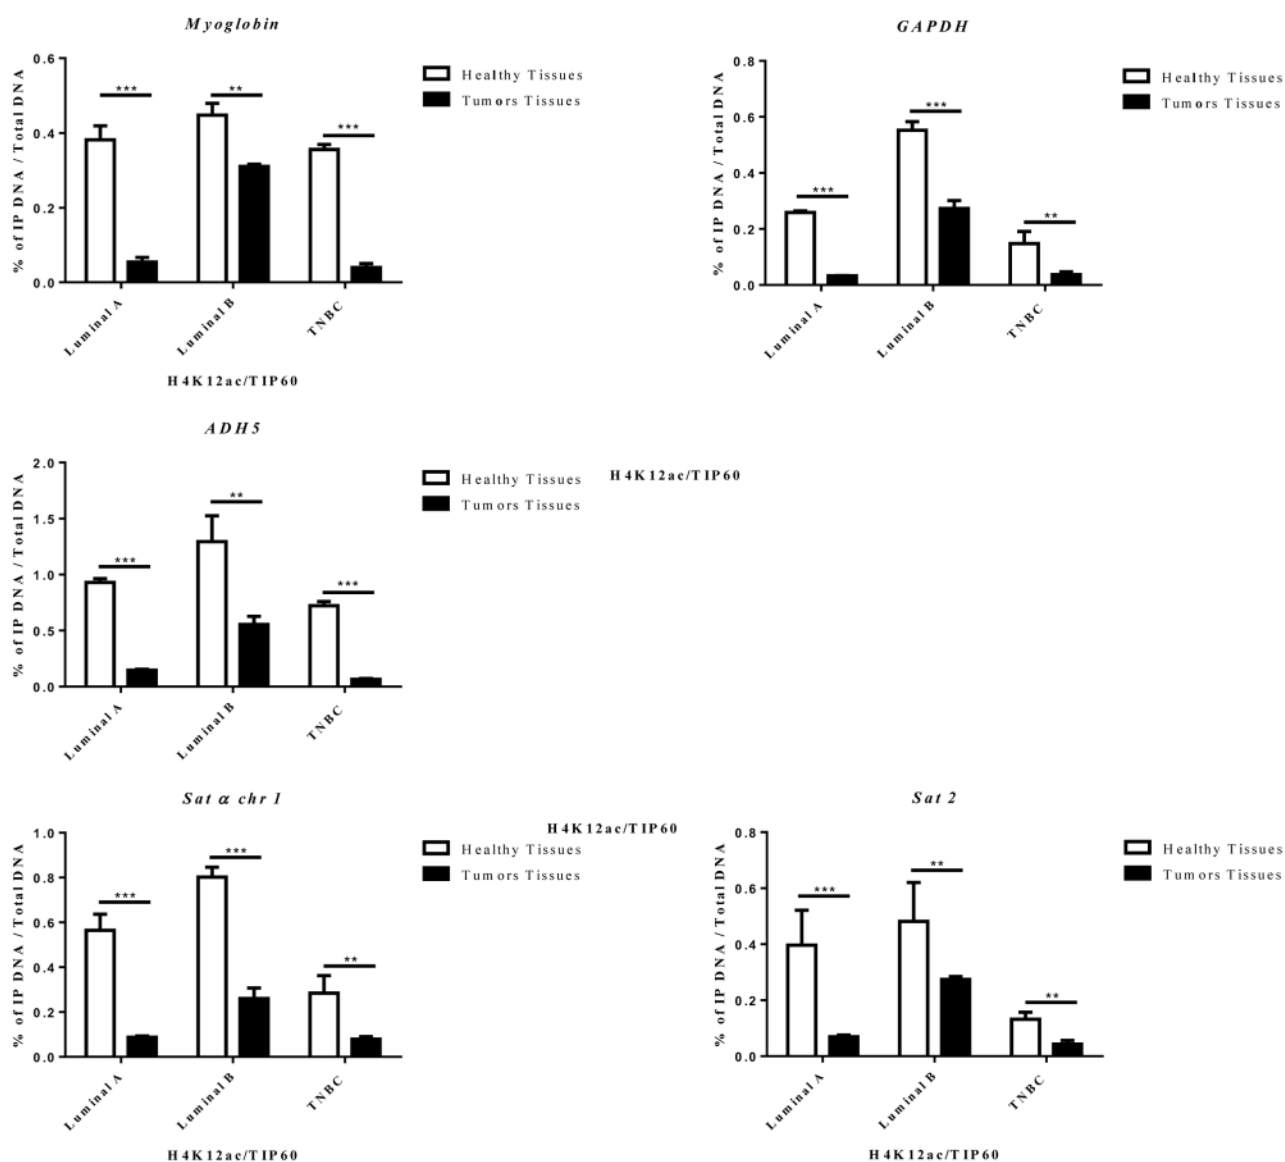 Myoglobin
% of IP DNA / Total DNA
0.6
0.4
0.2
0.0
***
**
***
Luminal A
Luminal B
TNBC
H4K12ac/TIP60
Healthy Tissues
Tumors Tissues
GAPDH
% of IP DNA / Total DNA
0.8
0.6
0.4
0.2
0.0
***
***
**
Luminal A
Luminal B
TNBC
Healthy Tissues
Tumors Tissues
ADH5
% of IP DNA / Total DNA
2.0
1.5
1.0
0.5
0.0
***
**
***
Luminal A
Luminal B
TNBC
Healthy Tissues
Tumors Tissues
H4K12ac/TIP60
Sat α chr 1
% of IP DNA / Total DNA
1.0
0.8
0.6
0.4
0.2
0.0
***
***
**
Luminal A
Luminal B
TNBC
H4K12ac/TIP60
H4K12ac/TIP60
Healthy Tissues
Tumors Tissues
Sat 2
% of IP DNA / Total DNA
0.8
0.6
0.4
0.2
0.0
***
**
**
Luminal A
Luminal B
TNBC
H4K12ac/TIP60
Healthy Tissues
Tumors Tissues